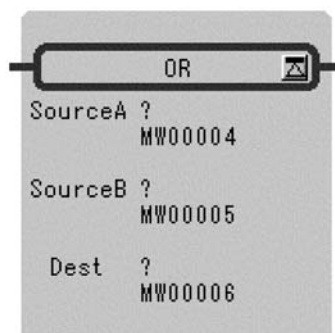 OR
SourceA ?
MW00004
SourceB ?
MW00005
Dest ?
MW00006